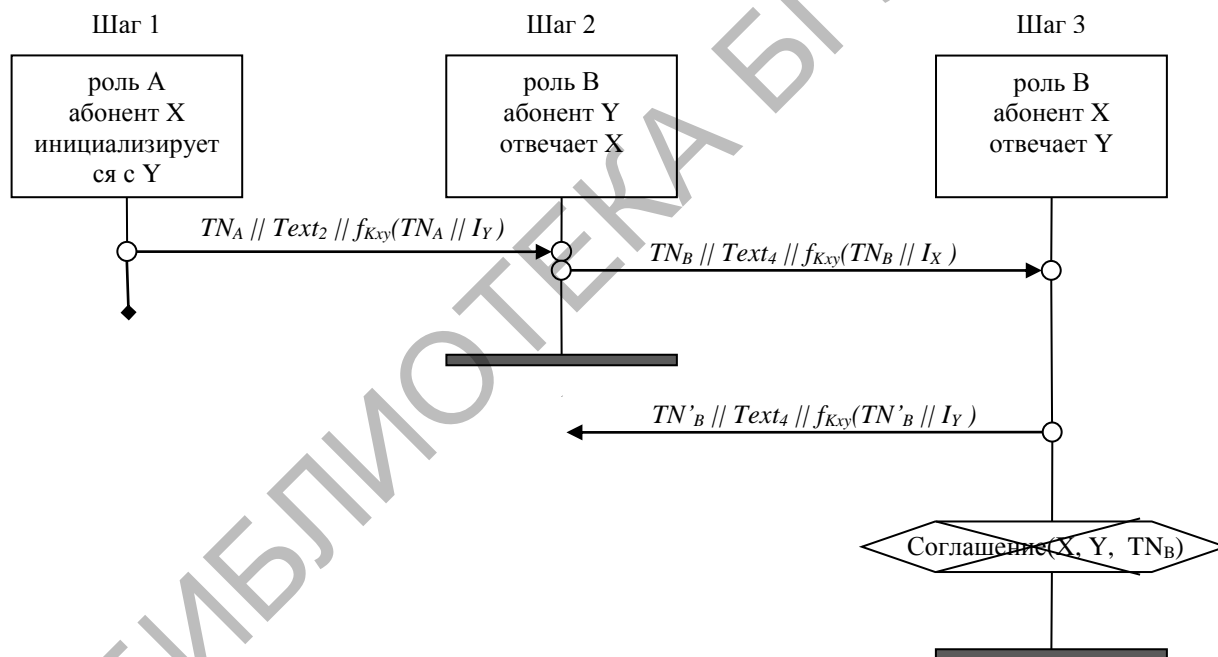 Шаг 1
Шаг 2
Шаг 3
роль A
абонент X
инициализирует
ся с Y
роль B
абонент Y
отвечает X
роль B
абонент X
отвечает Y
TN_A || Text_2 || f_Kxy(TN_A || I_Y )
TN_B || Text_4 || f_Kxy(TN_B || I_X )
TN’_B || Text_4 || f_Kxy(TN’_B || I_Y )
Соглашение(X, Y, TN_B)
БИБЛИОТЕКА